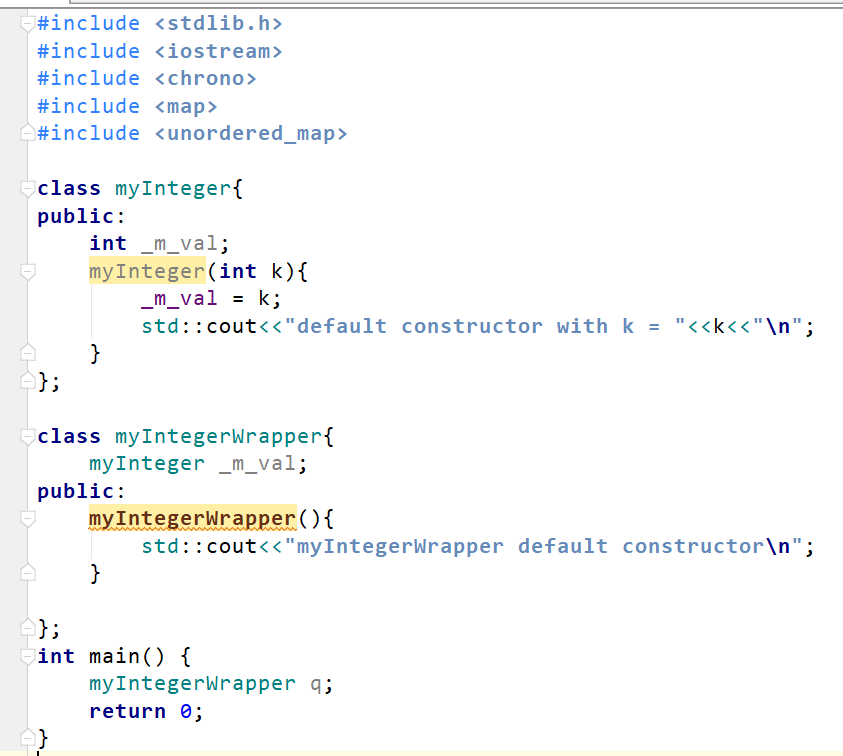 #include <stdlib.h>
#include <iostream>
#include <chrono>
#include <map>
#include <unordered_map>
class myInteger{
public:
int _m_val;
myInteger(int k){
_m_val = k;
std::cout<<"default constructor with k = "<<k<<"\n";
}
};
class myIntegerWrapper{
myInteger _m_val;
public:
myIntegerWrapper(){
std::cout<<"myIntegerWrapper default constructor\n";
}
};
int main() {
myIntegerWrapper q;
return 0;
}